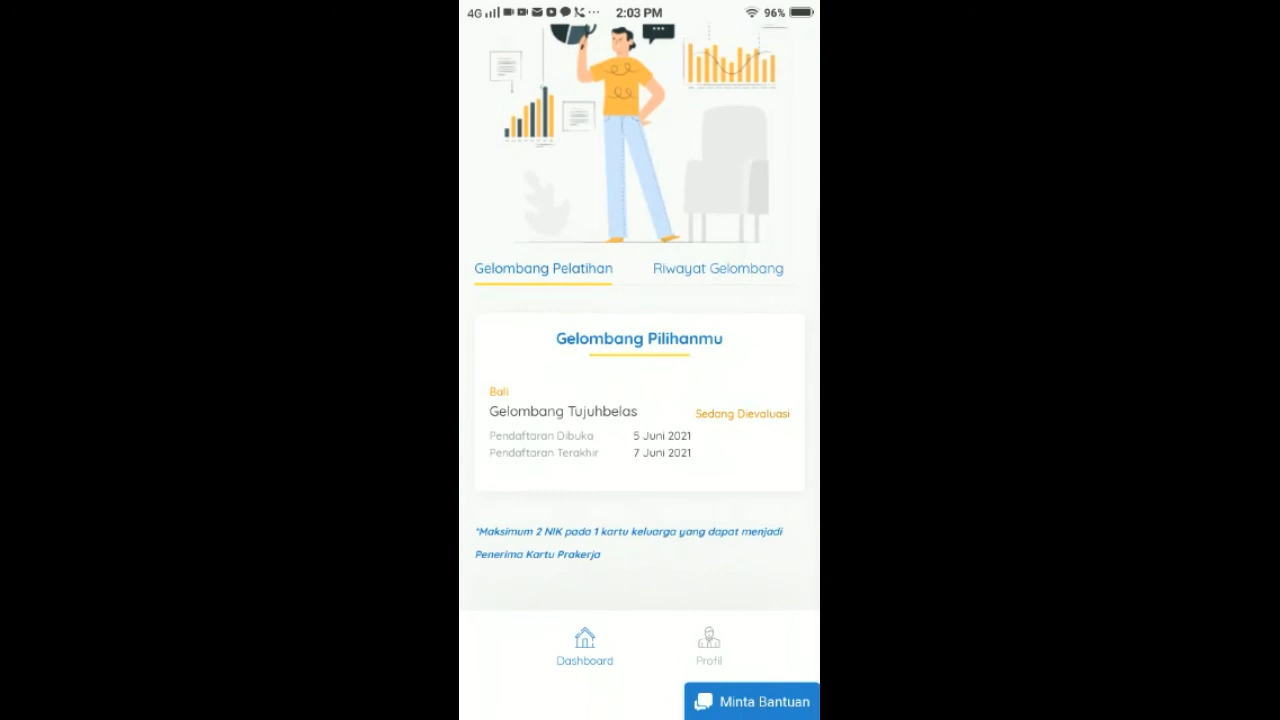 4G 2:03 PM 96%
Gelombang Pelatihan Riwayat Gelombang
Gelombang Pilihanmu
Bali
Gelombang Tujuhbelas Sedang Dievaluasi
Pendaftaran Dibuka 5 Juni 2021
Pendaftaran Terakhir 7 Juni 2021
*Maksimum 2 NIK pada 1 kartu keluarga yang dapat menjadi
Penerima Kartu Prakerja
Dashboard Profil
Minta Bantuan